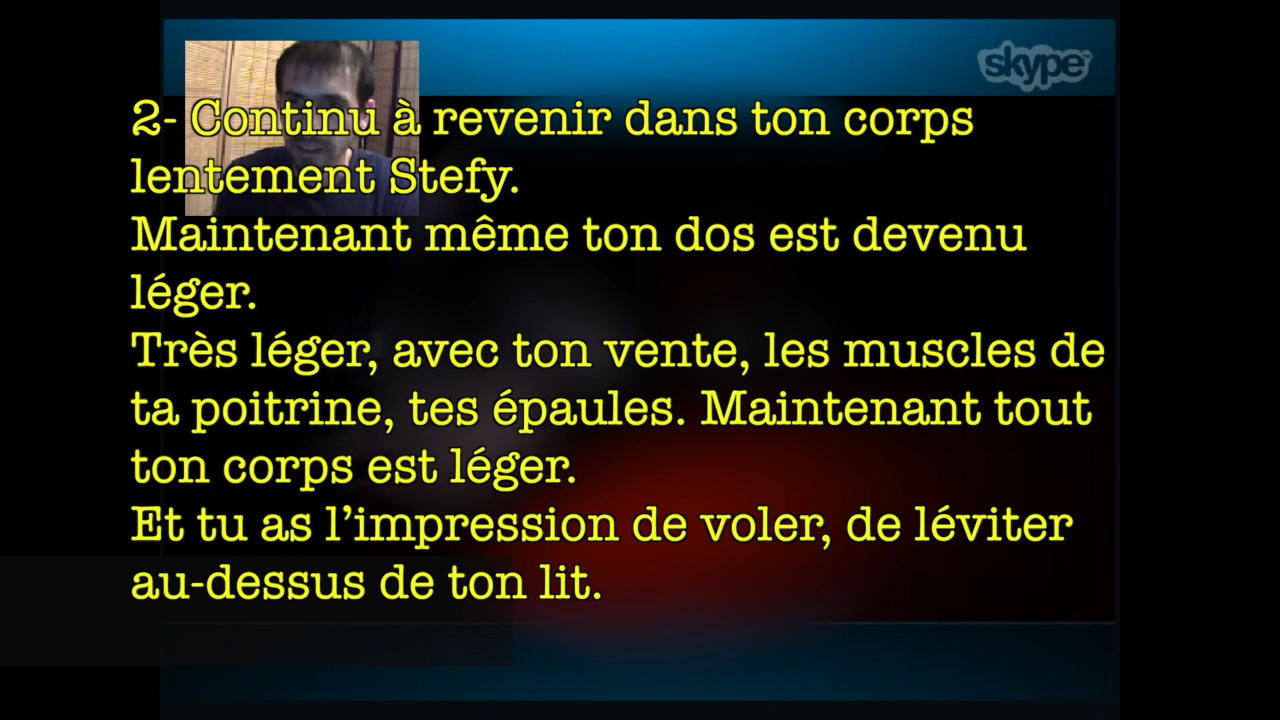 skype™
2- Continu à revenir dans ton corps
lentement Stefy.
Maintenant même ton dos est devenu
léger.
Très léger, avec ton vente, les muscles de
ta poitrine, tes épaules. Maintenant tout
ton corps est léger.
Et tu as l’impression de voler, de léviter
au-dessus de ton lit.